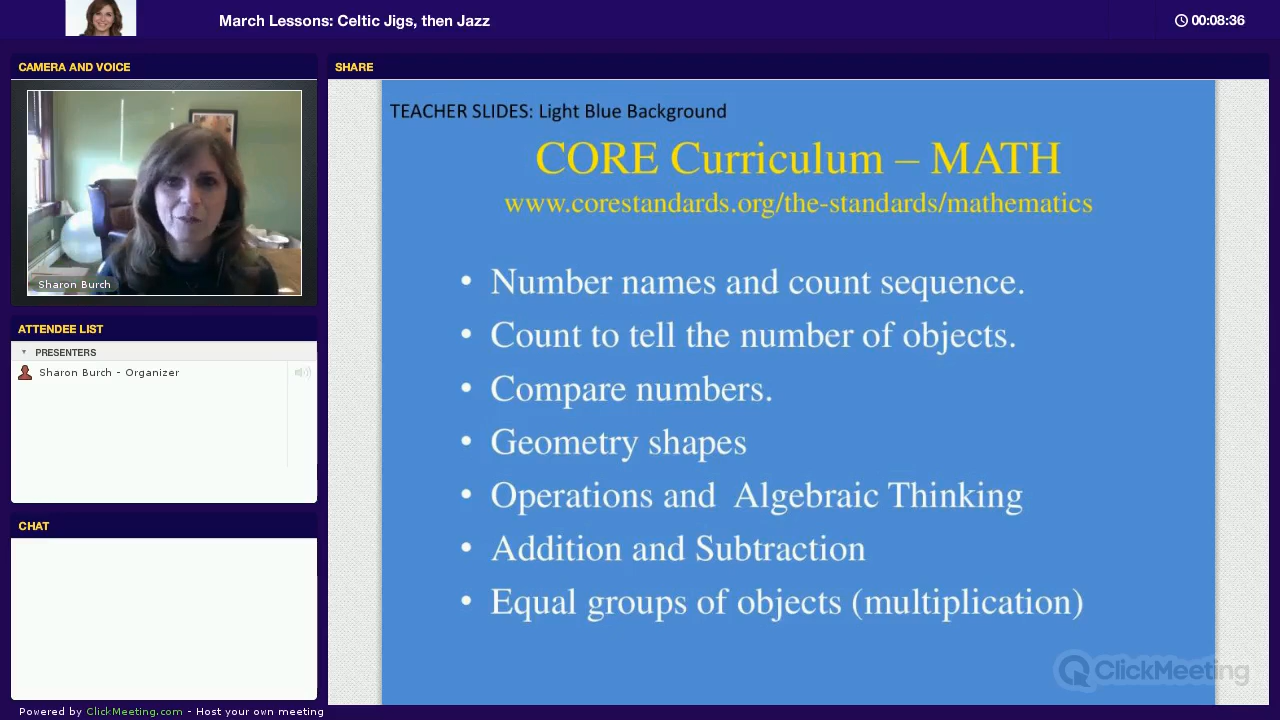 March Lessons: Celtic Jigs, then Jazz
00:08:36
CAMERA AND VOICE
Sharon Burch
ATTENDEE LIST
PRESENTERS
Sharon Burch - Organizer
CHAT
Powered by ClickMeeting.com - Host your own meeting
SHARE
TEACHER SLIDES: Light Blue Background
CORE Curriculum – MATH
www.corestandards.org/the-standards/mathematics
• Number names and count sequence.
• Count to tell the number of objects.
• Compare numbers.
• Geometry shapes
• Operations and  Algebraic Thinking
• Addition and Subtraction
• Equal groups of objects (multiplication)
ClickMeeting